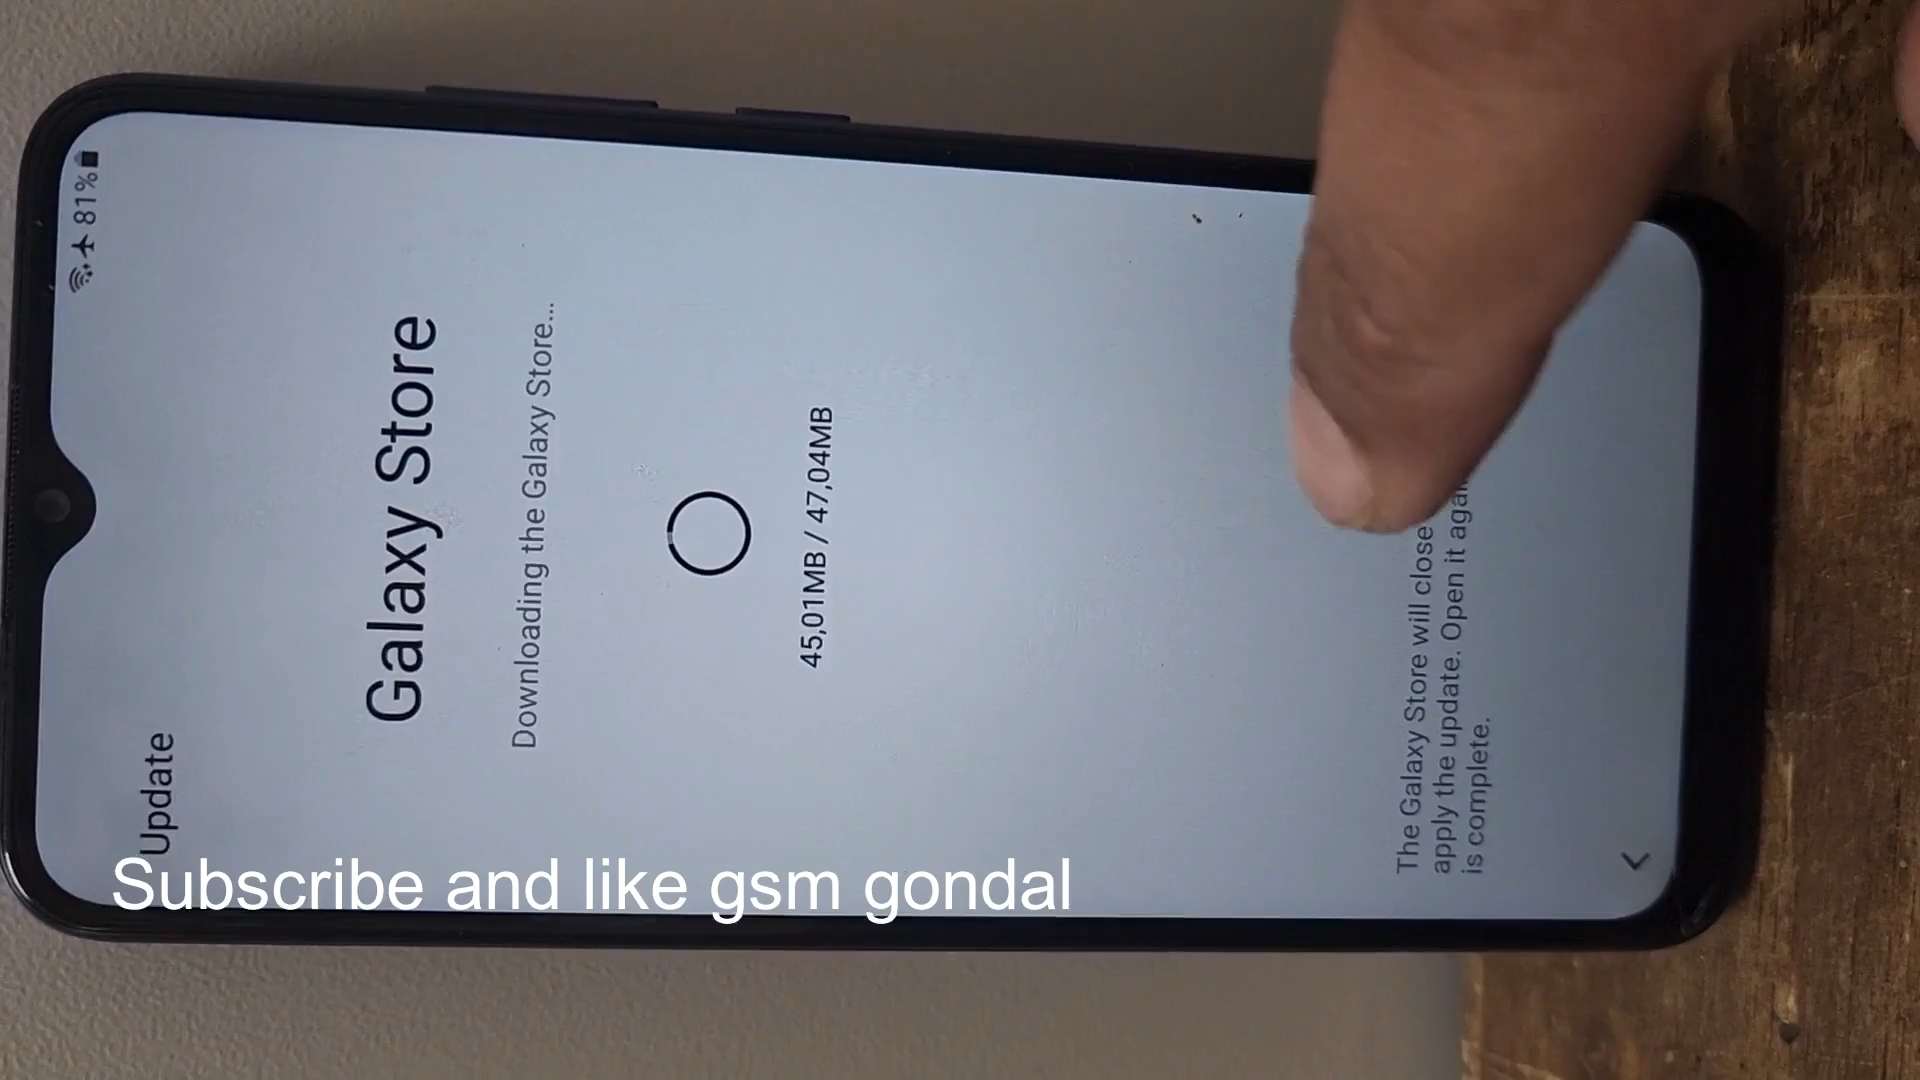 81%
Update
Galaxy Store
Downloading the Galaxy Store...
45,01MB / 47,04MB
The Galaxy Store will close
apply the update. Open it again
is complete.
Subscribe and like gsm gondal